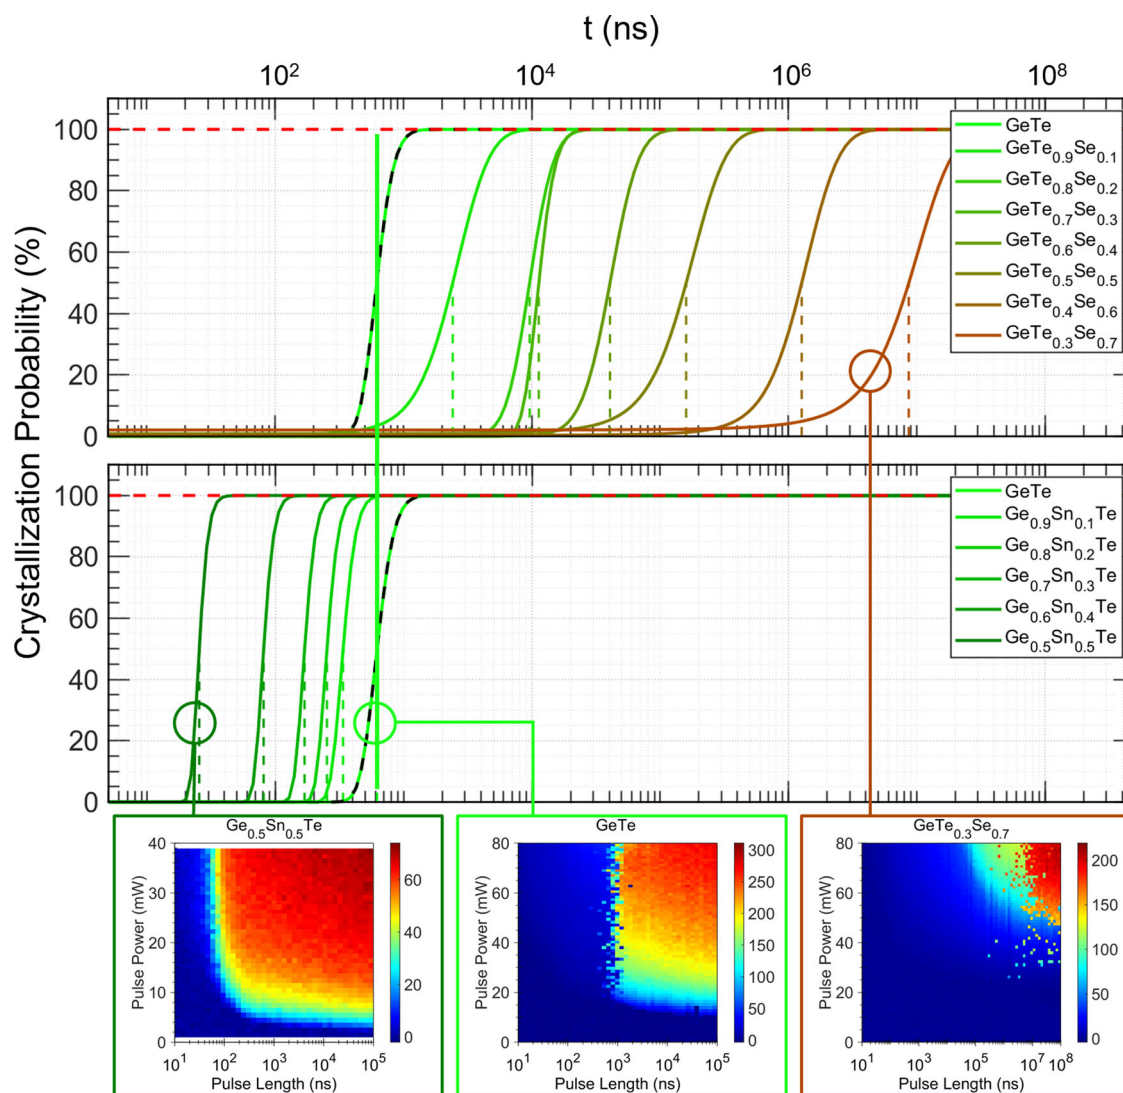 t (ns)
10² 10⁴ 10⁶ 10⁸
Crystallization Probability (%)
100
80
60
40
20
0
GeTe
GeTe₀.₉Se₀.₁
GeTe₀.₈Se₀.₂
GeTe₀.₇Se₀.₃
GeTe₀.₆Se₀.₄
GeTe₀.₅Se₀.₅
GeTe₀.₄Se₀.₆
GeTe₀.₃Se₀.₇
100
80
60
40
20
0
GeTe
Ge₀.₉Sn₀.₁Te
Ge₀.₈Sn₀.₂Te
Ge₀.₇Sn₀.₃Te
Ge₀.₆Sn₀.₄Te
Ge₀.₅Sn₀.₅Te
Ge₀.₅Sn₀.₅Te
Pulse Power (mW)
40
30
20
10
0
10¹ 10² 10³ 10⁴ 10⁵
Pulse Length (ns)
60
40
20
0
GeTe
Pulse Power (mW)
80
60
40
20
0
10¹ 10² 10³ 10⁴ 10⁵
Pulse Length (ns)
300
250
200
150
100
50
0
GeTe₀.₃Se₀.₇
Pulse Power (mW)
80
60
40
20
0
10¹ 10³ 10⁵ 10⁷ 10⁸
Pulse Length (ns)
200
150
100
50
0